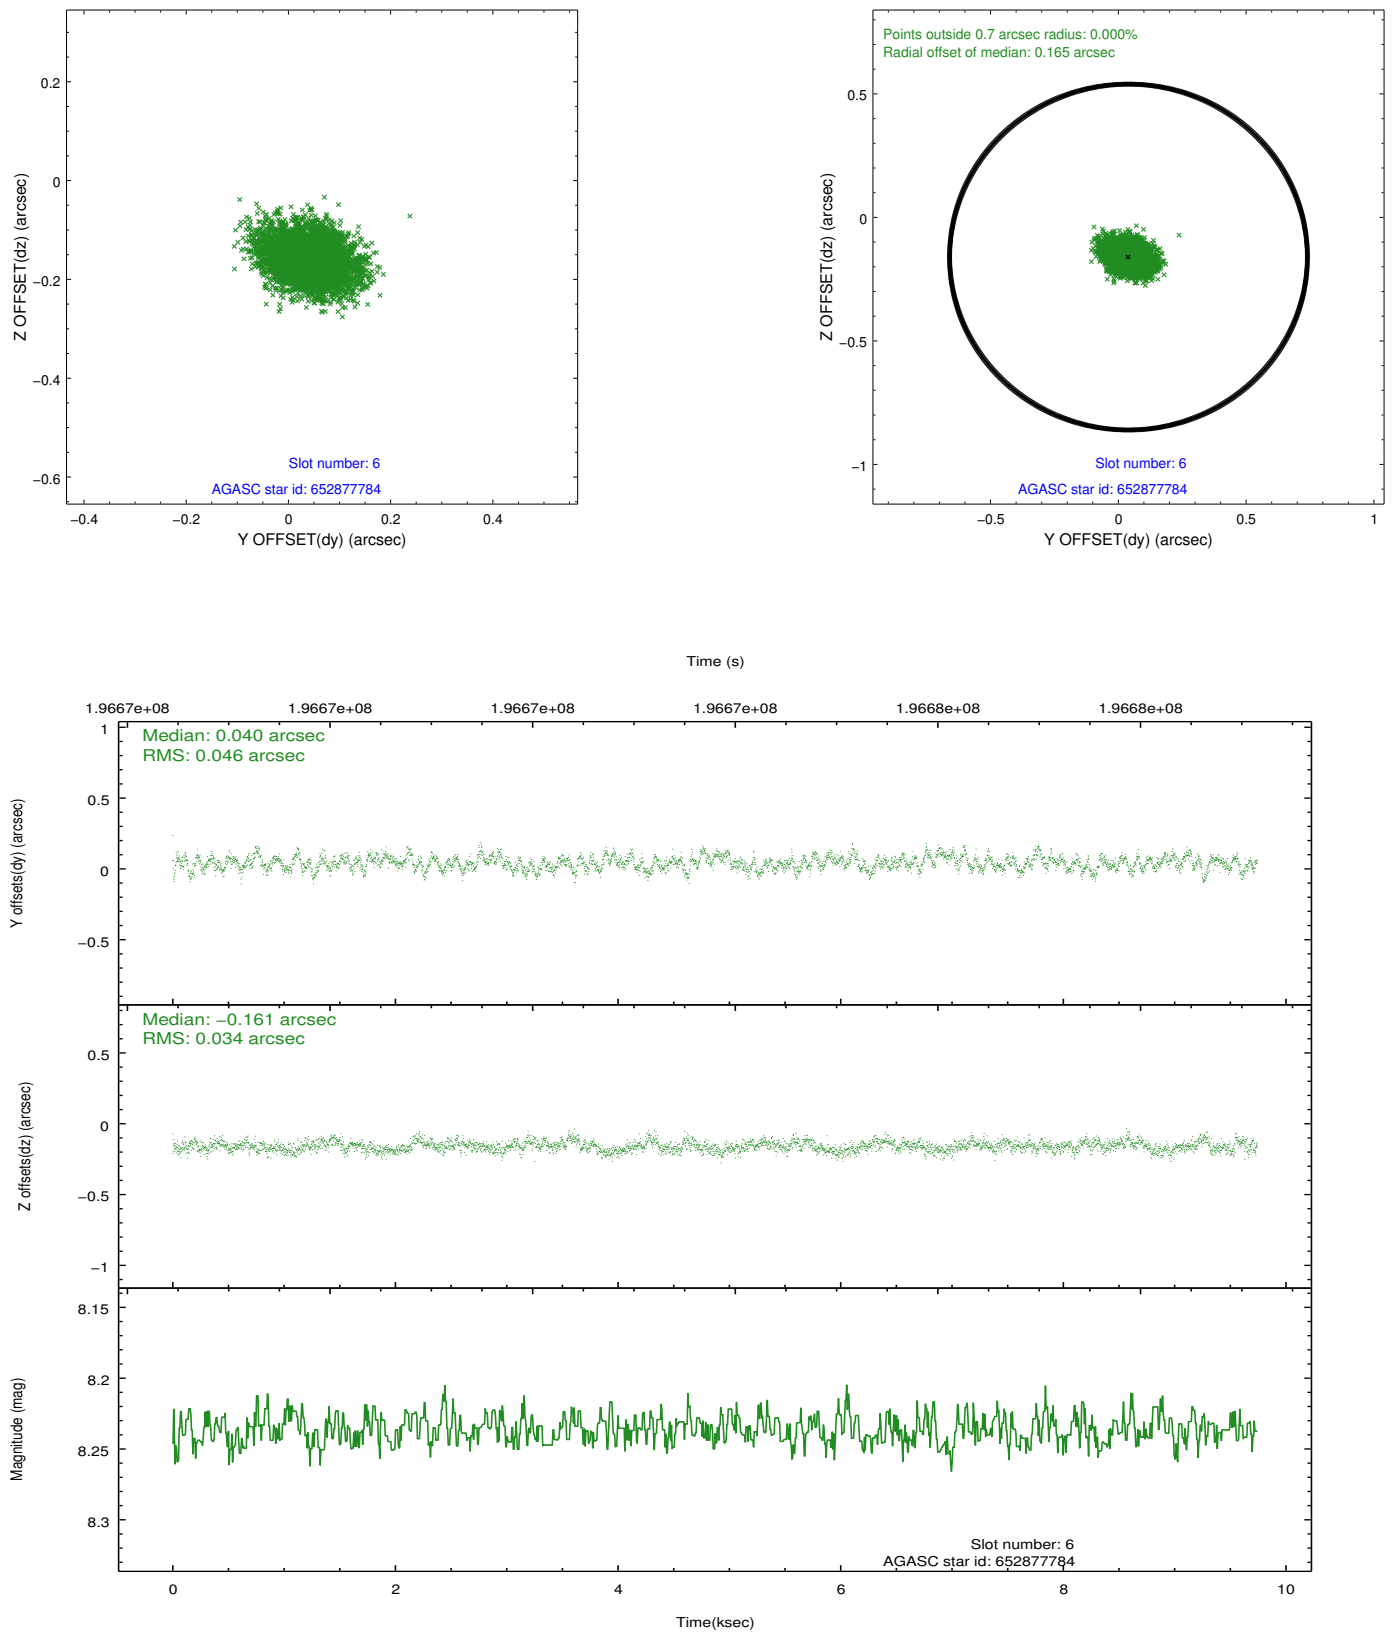 0.2
0
−0.2
−0.4
−0.6
Z OFFSET(dz) (arcsec)
Slot number: 6
AGASC star id: 652877784
−0.4 −0.2 0 0.2 0.4
Y OFFSET(dy) (arcsec)
Points outside 0.7 arcsec radius: 0.000%
Radial offset of median: 0.165 arcsec
0.5
0
−0.5
−1
Z OFFSET(dz) (arcsec)
Slot number: 6
AGASC star id: 652877784
−0.5 0 0.5 1
Y OFFSET(dy) (arcsec)
Time (s)
1.9667e+08 1.9667e+08 1.9667e+08 1.9667e+08 1.9668e+08 1.9668e+08
Median: 0.040 arcsec
RMS: 0.046 arcsec
1
0.5
0
−0.5
Y offsets(dy) (arcsec)
Median: −0.161 arcsec
RMS: 0.034 arcsec
0.5
0
−0.5
−1
Z offsets(dz) (arcsec)
8.15
8.2
8.25
8.3
Magnitude (mag)
Slot number: 6
AGASC star id: 652877784
0 2 4 6 8 10
Time(ksec)